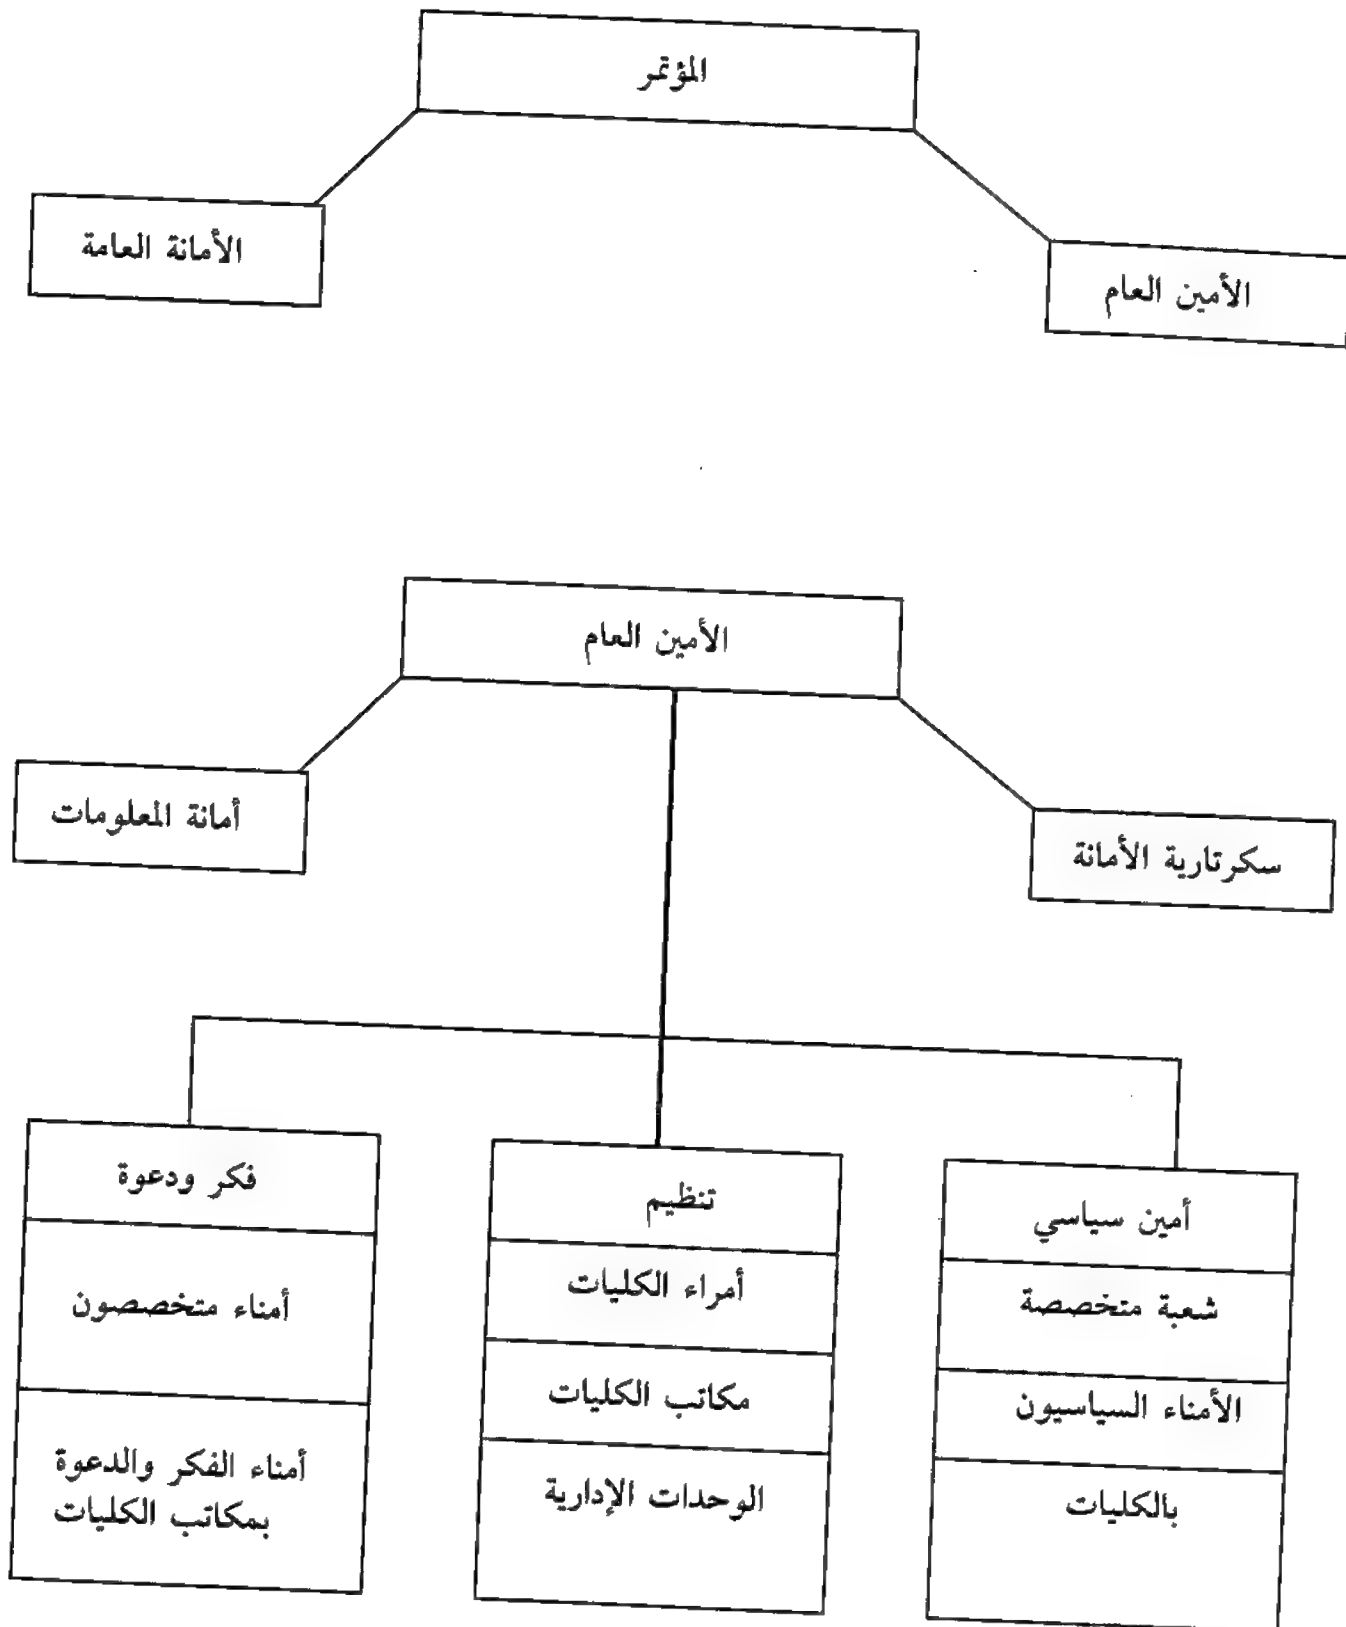 المؤتمر
الأمين العام
الأمانة العامة
الأمين العام
سكرتارية الأمانة
أمانة المعلومات
أمين سياسي
شعبة متخصصة
الأمناء السياسيون
بالكليات
تنظيم
أمراء الكليات
مكاتب الكليات
الوحدات الإدارية
فكر ودعوة
أمناء متخصصون
أمناء الفكر والدعوة
بمكاتب الكليات